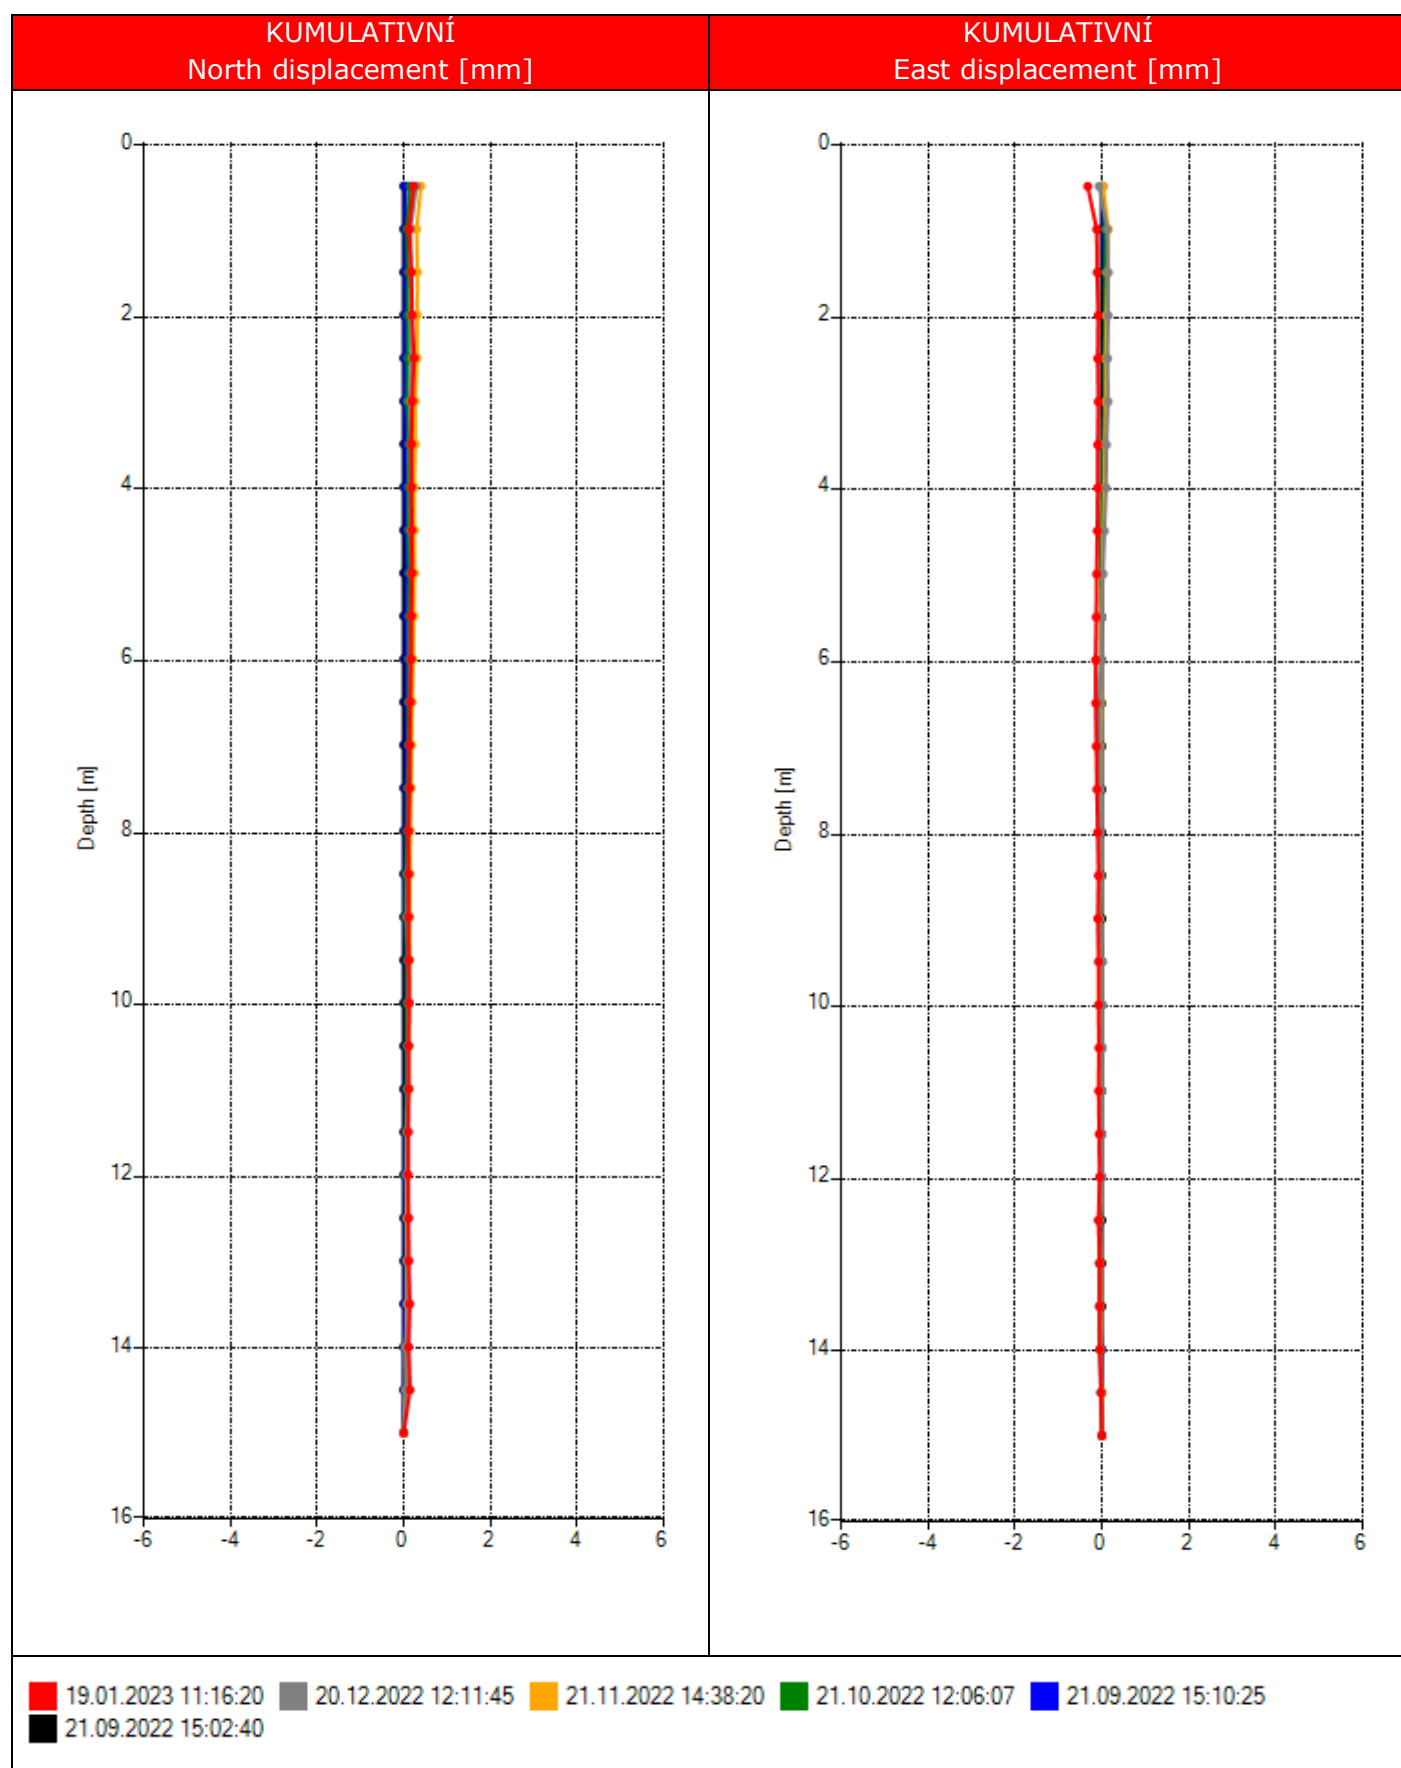 KUMULATIVNÍ
North displacement [mm]
KUMULATIVNÍ
East displacement [mm]
0
2
4
6
8
10
12
14
16
Depth [m]
-6 -4 -2 0 2 4 6
0
2
4
6
8
10
12
14
16
Depth [m]
-6 -4 -2 0 2 4 6
19.01.2023 11:16:20 20.12.2022 12:11:45 21.11.2022 14:38:20 21.10.2022 12:06:07 21.09.2022 15:10:25
21.09.2022 15:02:40